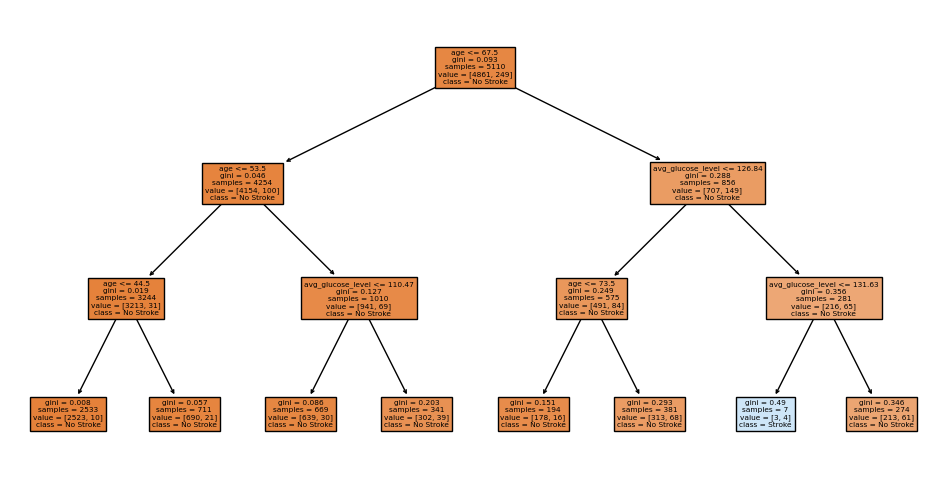 age <= 67.5
gini = 0.093
samples = 5110
value = [4861, 249]
class = No Stroke
age <= 53.5
gini = 0.046
samples = 4254
value = [4154, 100]
class = No Stroke
avg_glucose_level <= 126.84
gini = 0.288
samples = 856
value = [707, 149]
class = No Stroke
age <= 44.5
gini = 0.019
samples = 3244
value = [3213, 31]
class = No Stroke
avg_glucose_level <= 110.47
gini = 0.127
samples = 1010
value = [941, 69]
class = No Stroke
age <= 73.5
gini = 0.249
samples = 575
value = [491, 84]
class = No Stroke
avg_glucose_level <= 131.63
gini = 0.356
samples = 281
value = [216, 65]
class = No Stroke
gini = 0.008
samples = 2533
value = [2523, 10]
class = No Stroke
gini = 0.057
samples = 711
value = [690, 21]
class = No Stroke
gini = 0.086
samples = 669
value = [639, 30]
class = No Stroke
gini = 0.203
samples = 341
value = [302, 39]
class = No Stroke
gini = 0.151
samples = 194
value = [178, 16]
class = No Stroke
gini = 0.293
samples = 381
value = [313, 68]
class = No Stroke
gini = 0.49
samples = 7
value = [3, 4]
class = Stroke
gini = 0.346
samples = 274
value = [213, 61]
class = No Stroke